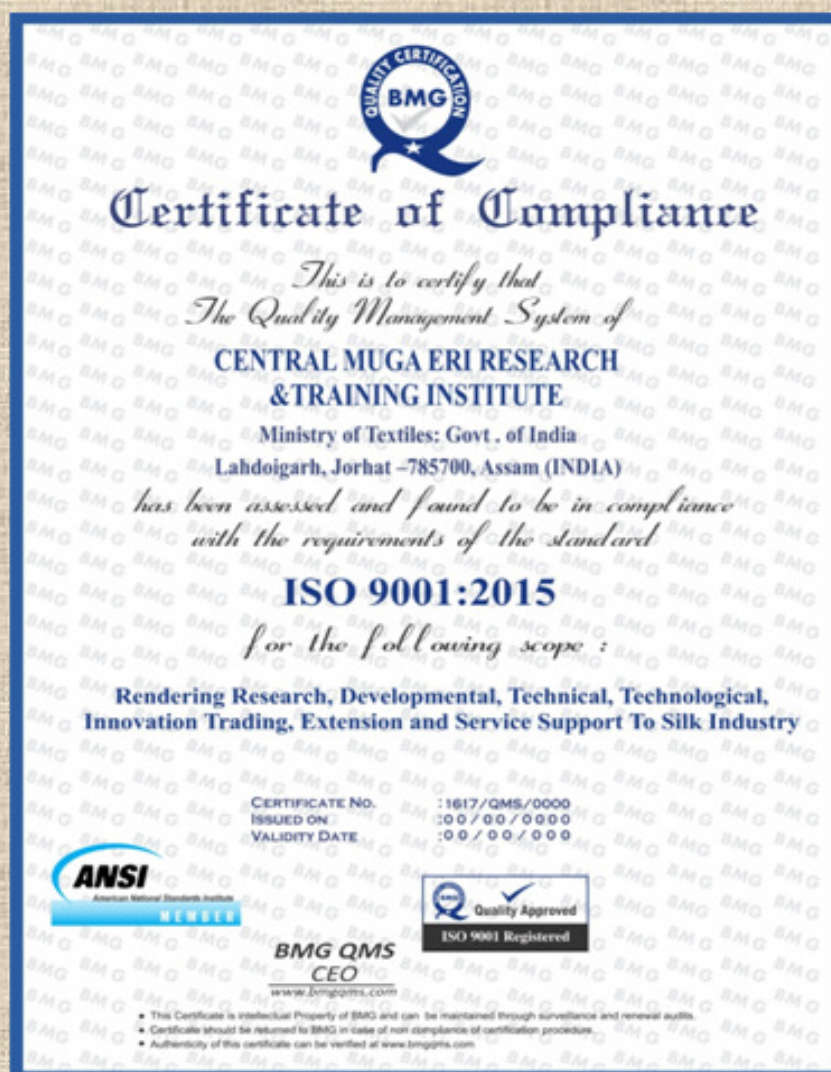 QUALITY CERTIFICATION
BMG
Certificate of Compliance
This is to certify that
The Quality Management System of
CENTRAL MUGA ERI RESEARCH
&TRAINING INSTITUTE
Ministry of Textiles: Govt . of India
Lahdoigarh, Jorhat –785700, Assam (INDIA)
has been assessed and found to be in compliance
with the requirements of the standard
ISO 9001:2015
for the following scope :
Rendering Research, Developmental, Technical, Technological,
Innovation Trading, Extension and Service Support To Silk Industry
CERTIFICATE NO. :1617/QMS/0000
ISSUED ON :00/00/0000
VALIDITY DATE :00/00/000
ANSI
American National Standards Institute
MEMBER
BMG
Quality Approved
ISO 9001 Registered
BMG QMS
CEO
www.bmgqms.com
• This Certificate is intellectual Property of BMG and can be maintained through surveillance and renewal audits.
• Certificate should be returned to BMG in case of non compliance of certification procedure.
• Authenticity of this certificate can be verified at www.bmgqms.com